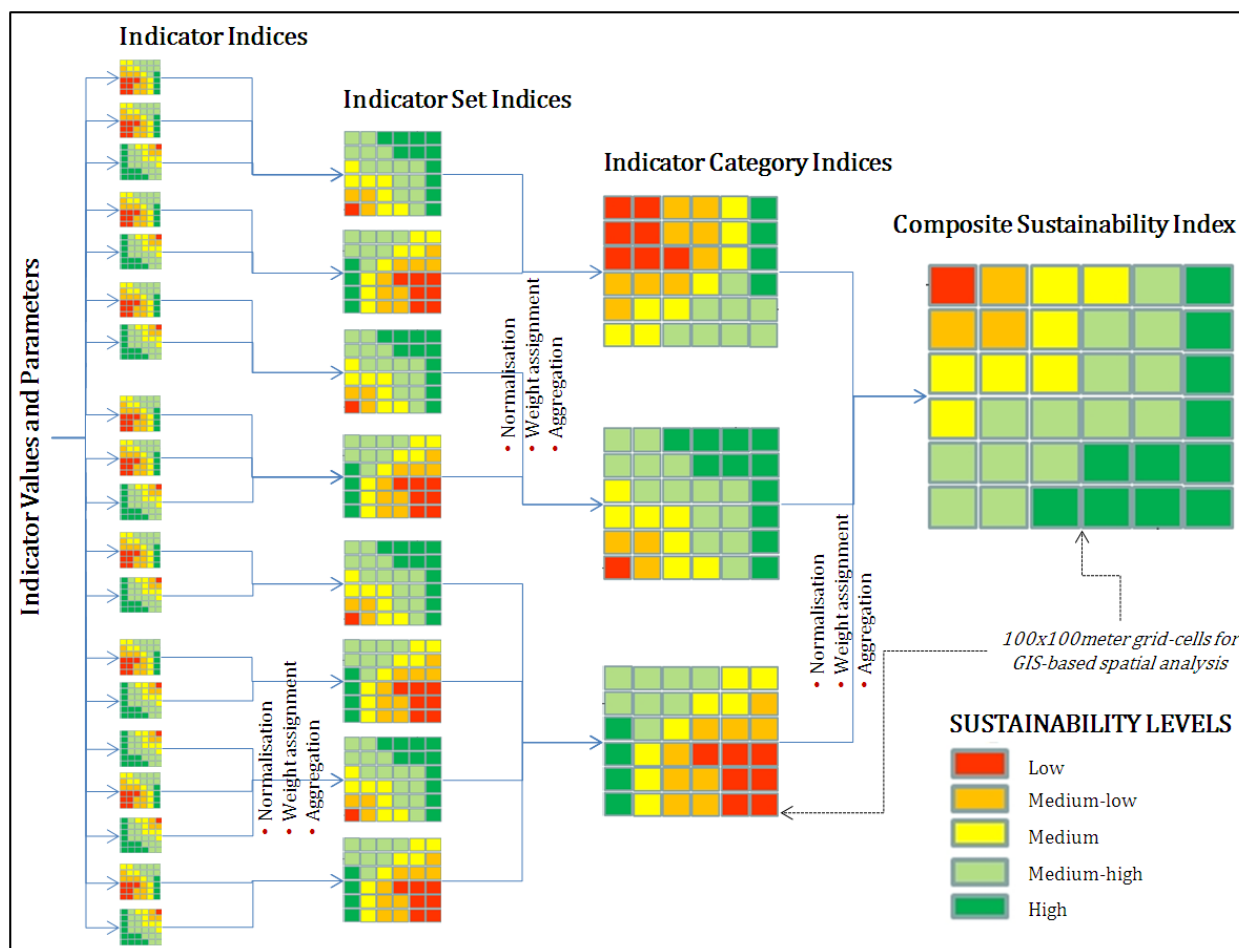 Indicator Indices
Indicator Set Indices
Indicator Category Indices
Composite Sustainability Index
Indicator Values and Parameters
• Normalisation
• Weight assignment
• Aggregation
• Normalisation
• Weight assignment
• Aggregation
• Normalisation
• Weight assignment
• Aggregation
100x100meter grid-cells for
GIS-based spatial analysis
SUSTAINABILITY LEVELS
Low
Medium-low
Medium
Medium-high
High